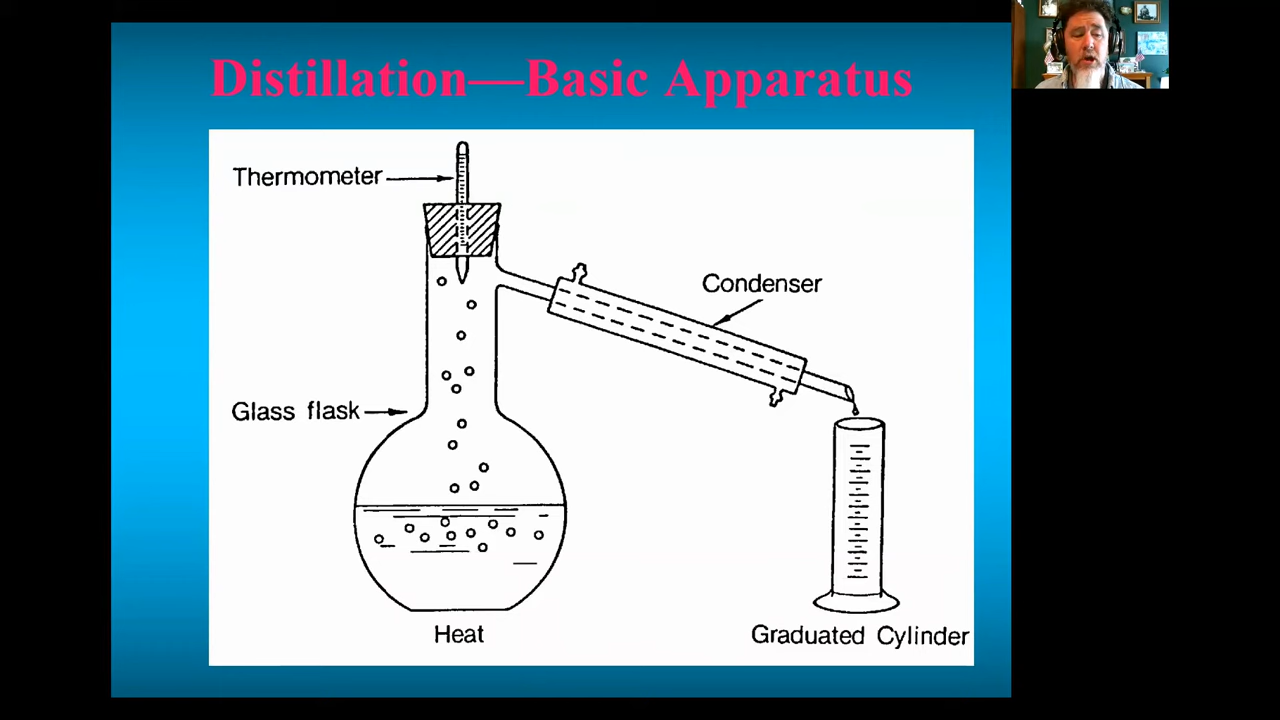 Distillation—Basic Apparatus
Thermometer
Condenser
Glass flask
Heat
Graduated Cylinder